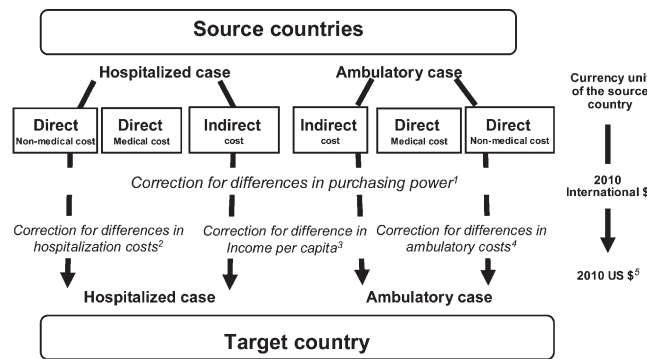 Source countries
Hospitalized case
Ambulatory case
Currency uni
of the source
country
Direct
Non-medical cost
Direct
Medical cost
Indirect
cost
Indirect
cost
Direct
Medical cost
Direct
Non-medical cost
Correction for differences in purchasing power¹
2010
International $
Correction for differences in
hospitalization costs²
Correction for difference in
Income per capita³
Correction for differences in
ambulatory costs⁴
2010 US $⁵
Hospitalized case
Ambulatory case
Target country